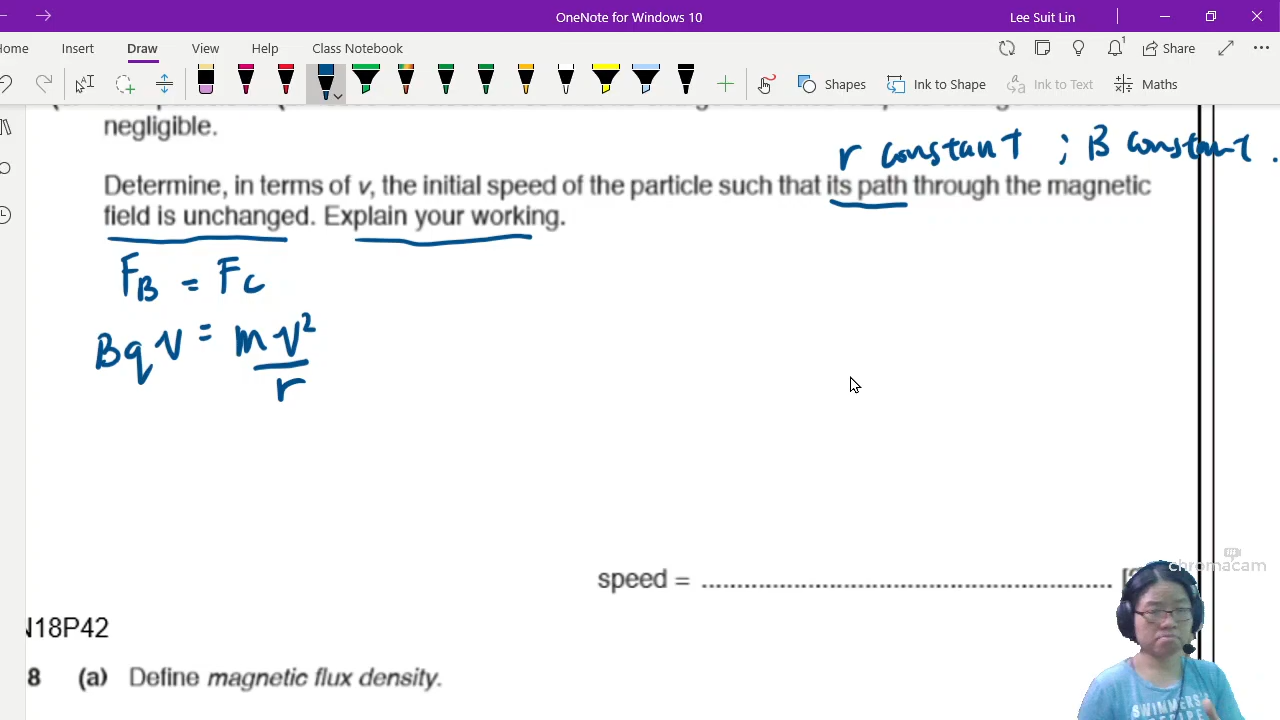 OneNote for Windows 10
Lee Suit Lin
Home Insert Draw View Help Class Notebook
1
Share
Shapes Ink to Shape Ink to Text Maths
negligible.
r constant ; B constant .
Determine, in terms of v, the initial speed of the particle such that its path through the magnetic
field is unchanged. Explain your working.
F_B = F_C
Bqv = mv²/r
speed = ..............................................................
chromacam
N18P42
8 (a) Define magnetic flux density.
SWIMMERS